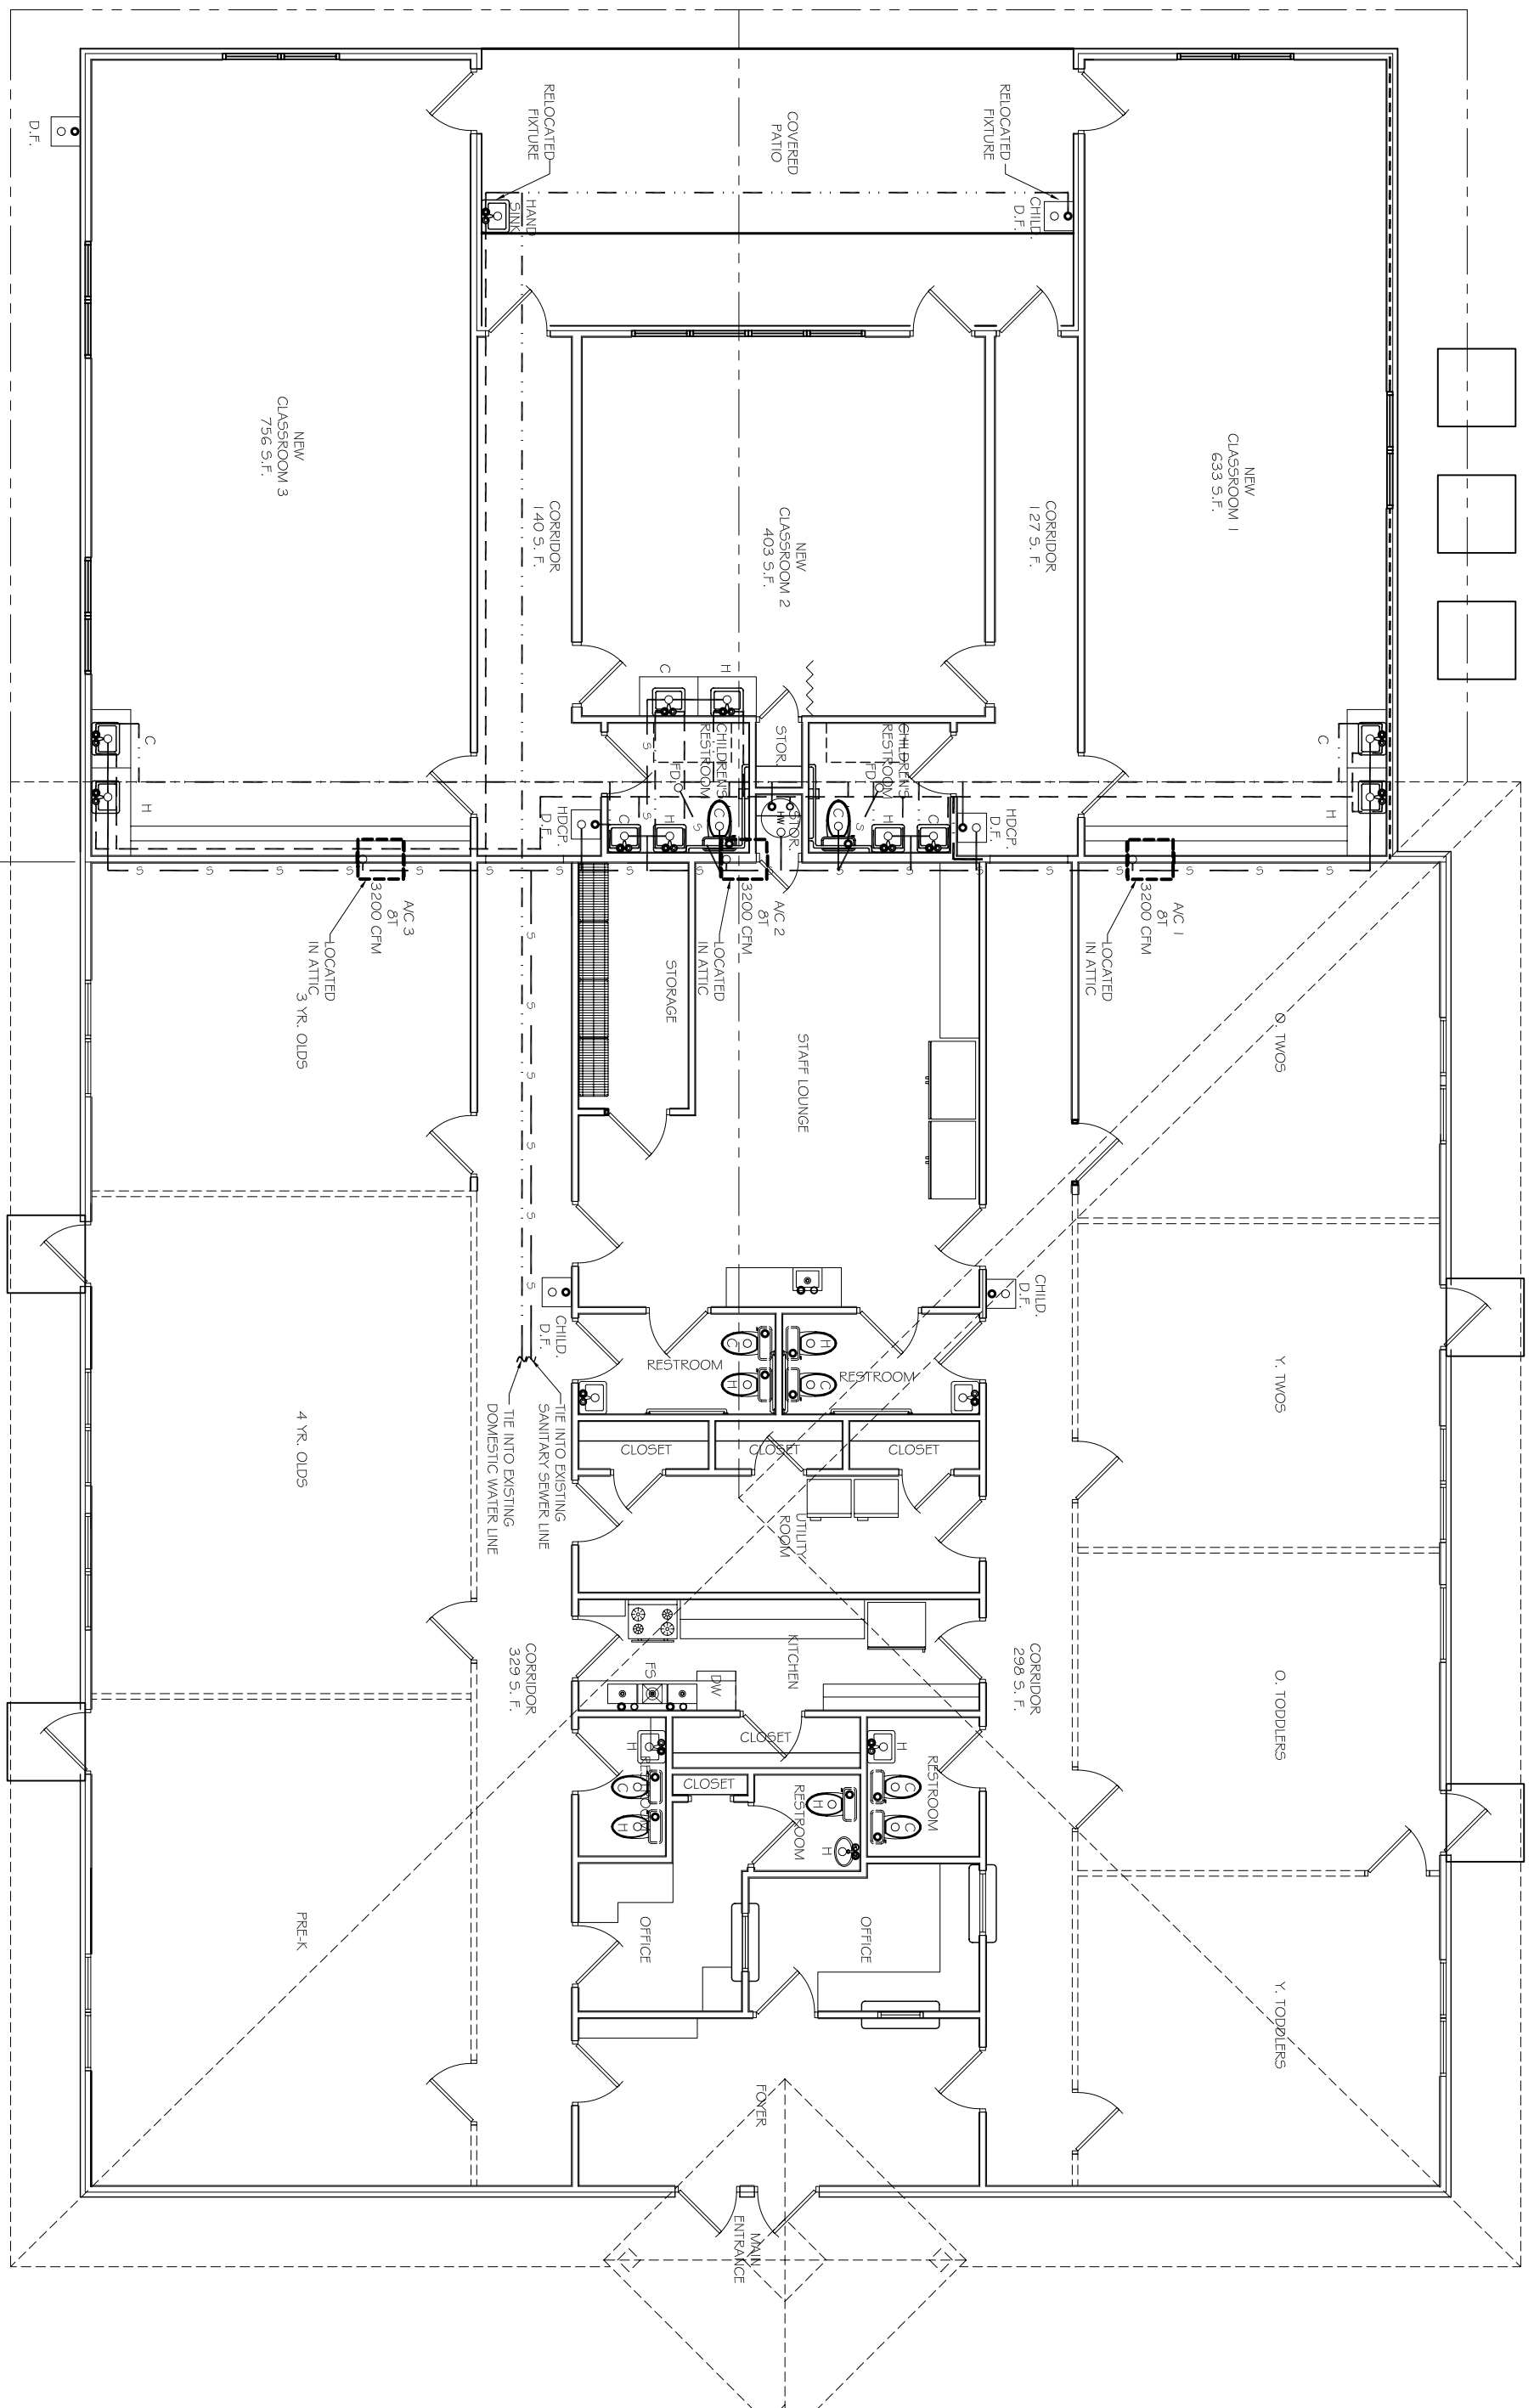 D.F.
RELOCATED
FIXTURE
HAND
SINK
COVERED
PATIO
RELOCATED
FIXTURE
CHILD.
D.F.
NEW
CLASSROOM 3
756 S.F.
CORRIDOR
140 S. F.
NEW
CLASSROOM 2
403 S.F.
CORRIDOR
127 S. F.
NEW
CLASSROOM 1
633 S.F.
C
H
C
H
CHILDREN'S
RESTROOM
FD
STOR.
CHILDREN'S
RESTROOM
FD
C
H
HDCP.
D.F.
C
H
C
HW
STOR.
C
H
C
HDCP.
D.F.
S S S S S S S S S S S S S S
A/C 3
8T
3200 CFM
LOCATED
IN ATTIC
A/C 2
8T
3200 CFM
LOCATED
IN ATTIC
A/C 1
8T
3200 CFM
LOCATED
IN ATTIC
3 YR. OLDS
S
S
S
S
S
S
STORAGE
STAFF LOUNGE
O. TWOS
CHILD.
D.F.
CHILD.
D.F.
RESTROOM
C
H
H
C
RESTROOM
TIE INTO EXISTING
SANITARY SEWER LINE
TIE INTO EXISTING
DOMESTIC WATER LINE
4 YR. OLDS
Y. TWOS
CLOSET
CLOSET
CLOSET
UTILITY
ROOM
CORRIDOR
329 S. F.
KITCHEN
FS
DW
CORRIDOR
298 S. F.
O. TODDLERS
CLOSET
H
RESTROOM
C
H
CLOSET
RESTROOM
H
H
H
RESTROOM
C
C
PRE-K
OFFICE
OFFICE
Y. TODDLERS
FOYER
MAIN
ENTRANCE